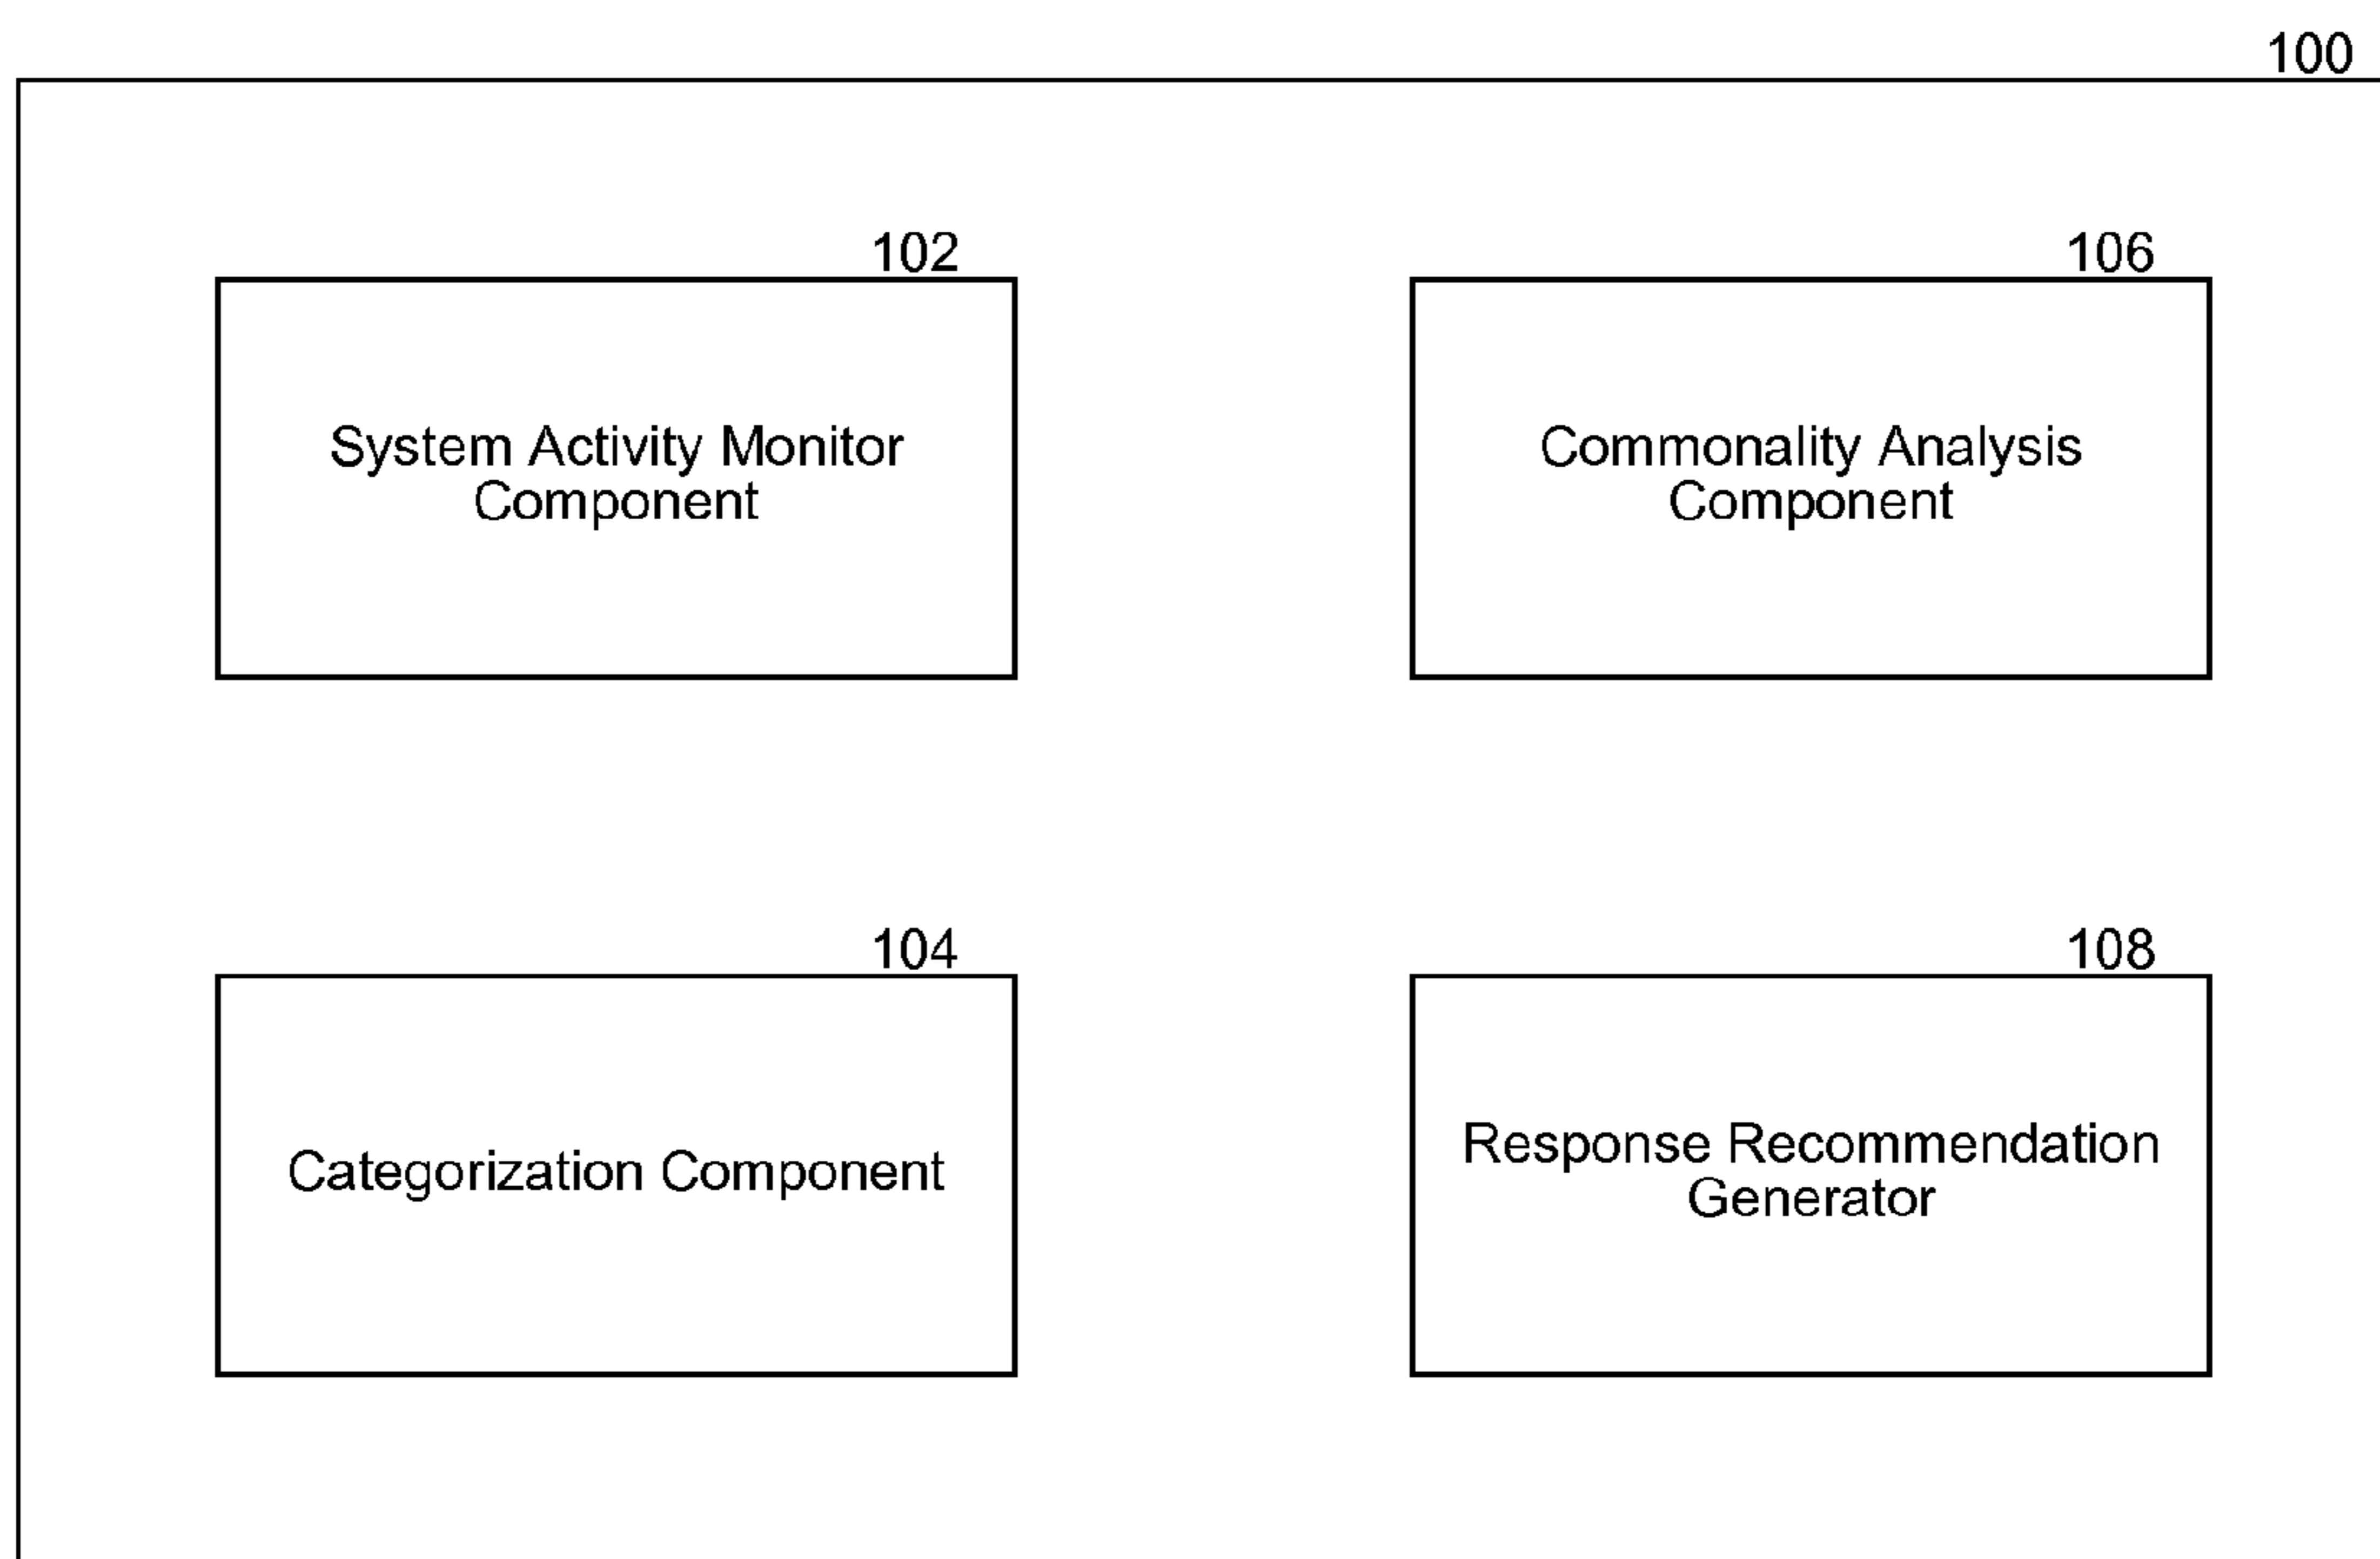 100
102
System Activity Monitor
Component
106
Commonality Analysis
Component
104
Categorization Component
108
Response Recommendation
Generator